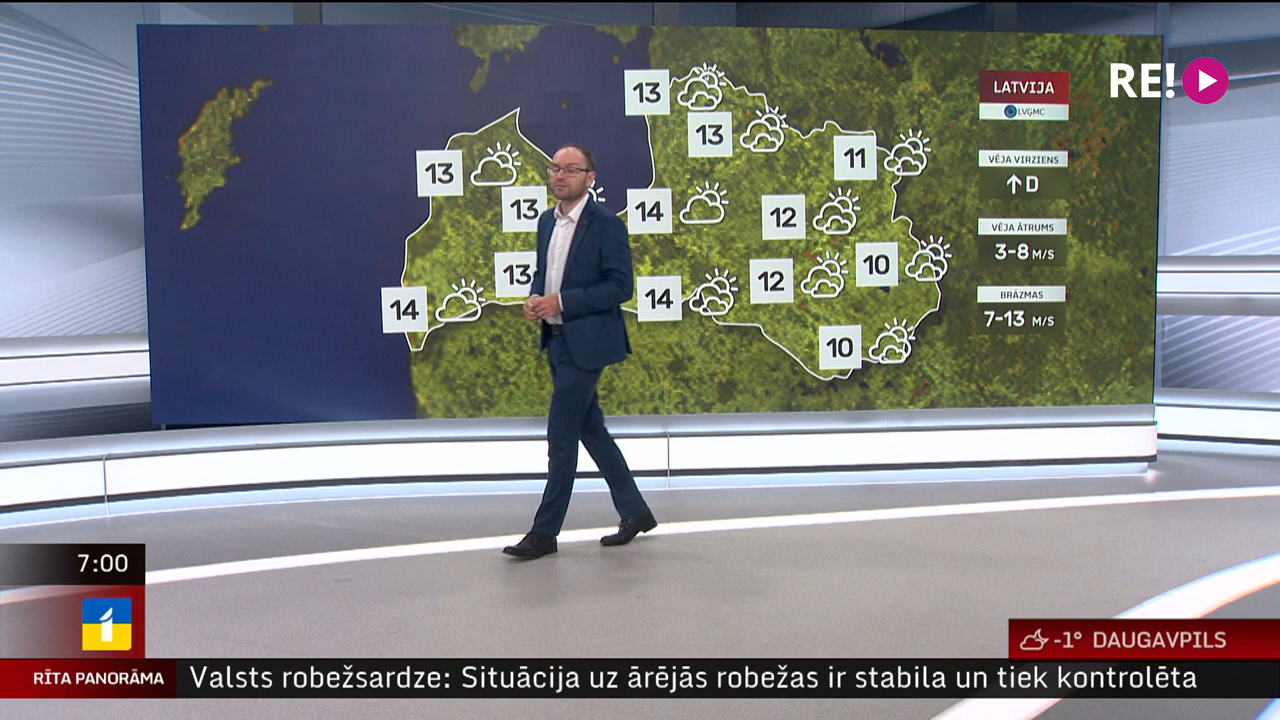 RE!
LATVIJA
LVĢMC
VĒJA VIRZIENS
D
VĒJA ĀTRUMS
3-8 M/S
BRĀZMAS
7-13 M/S
13
13
11
13
13
14
12
13
14
12
10
14
10
7:00
1
-1° DAUGAVPILS
RĪTA PANORĀMA
Valsts robežsardze: Situācija uz ārējās robežas ir stabila un tiek kontrolēta